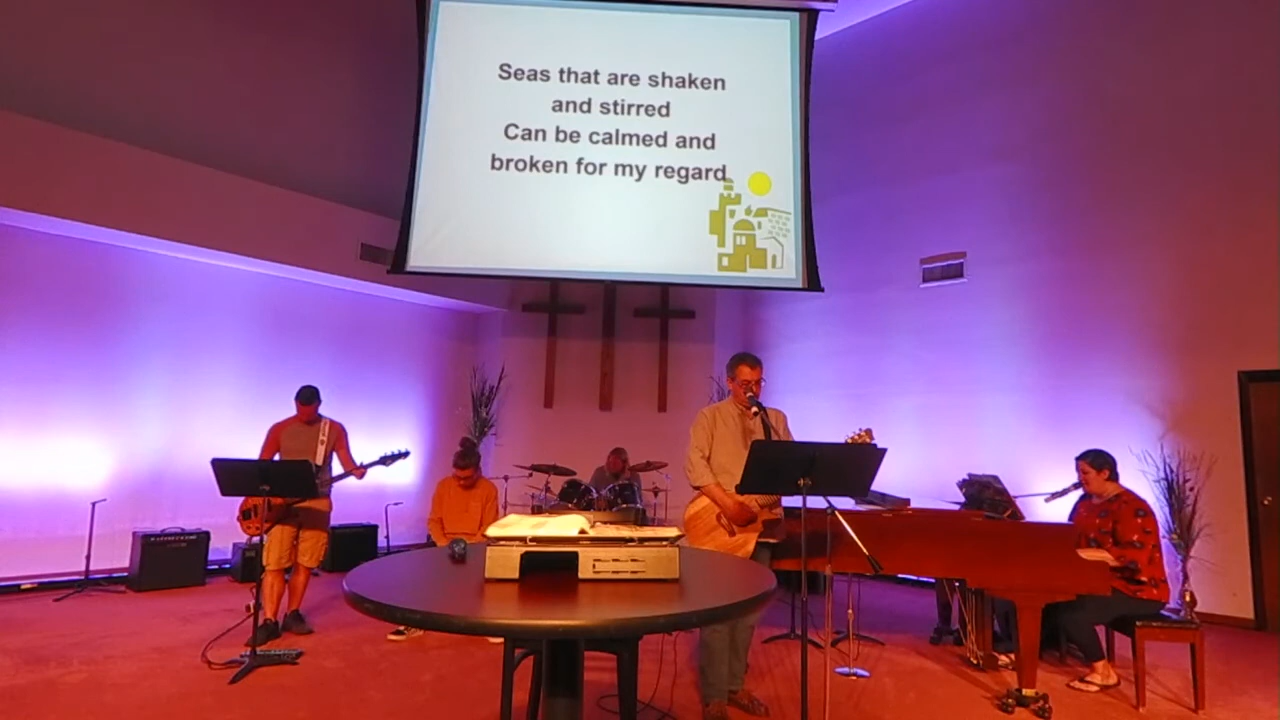 Seas that are shaken
and stirred
Can be calmed and
broken for my regard